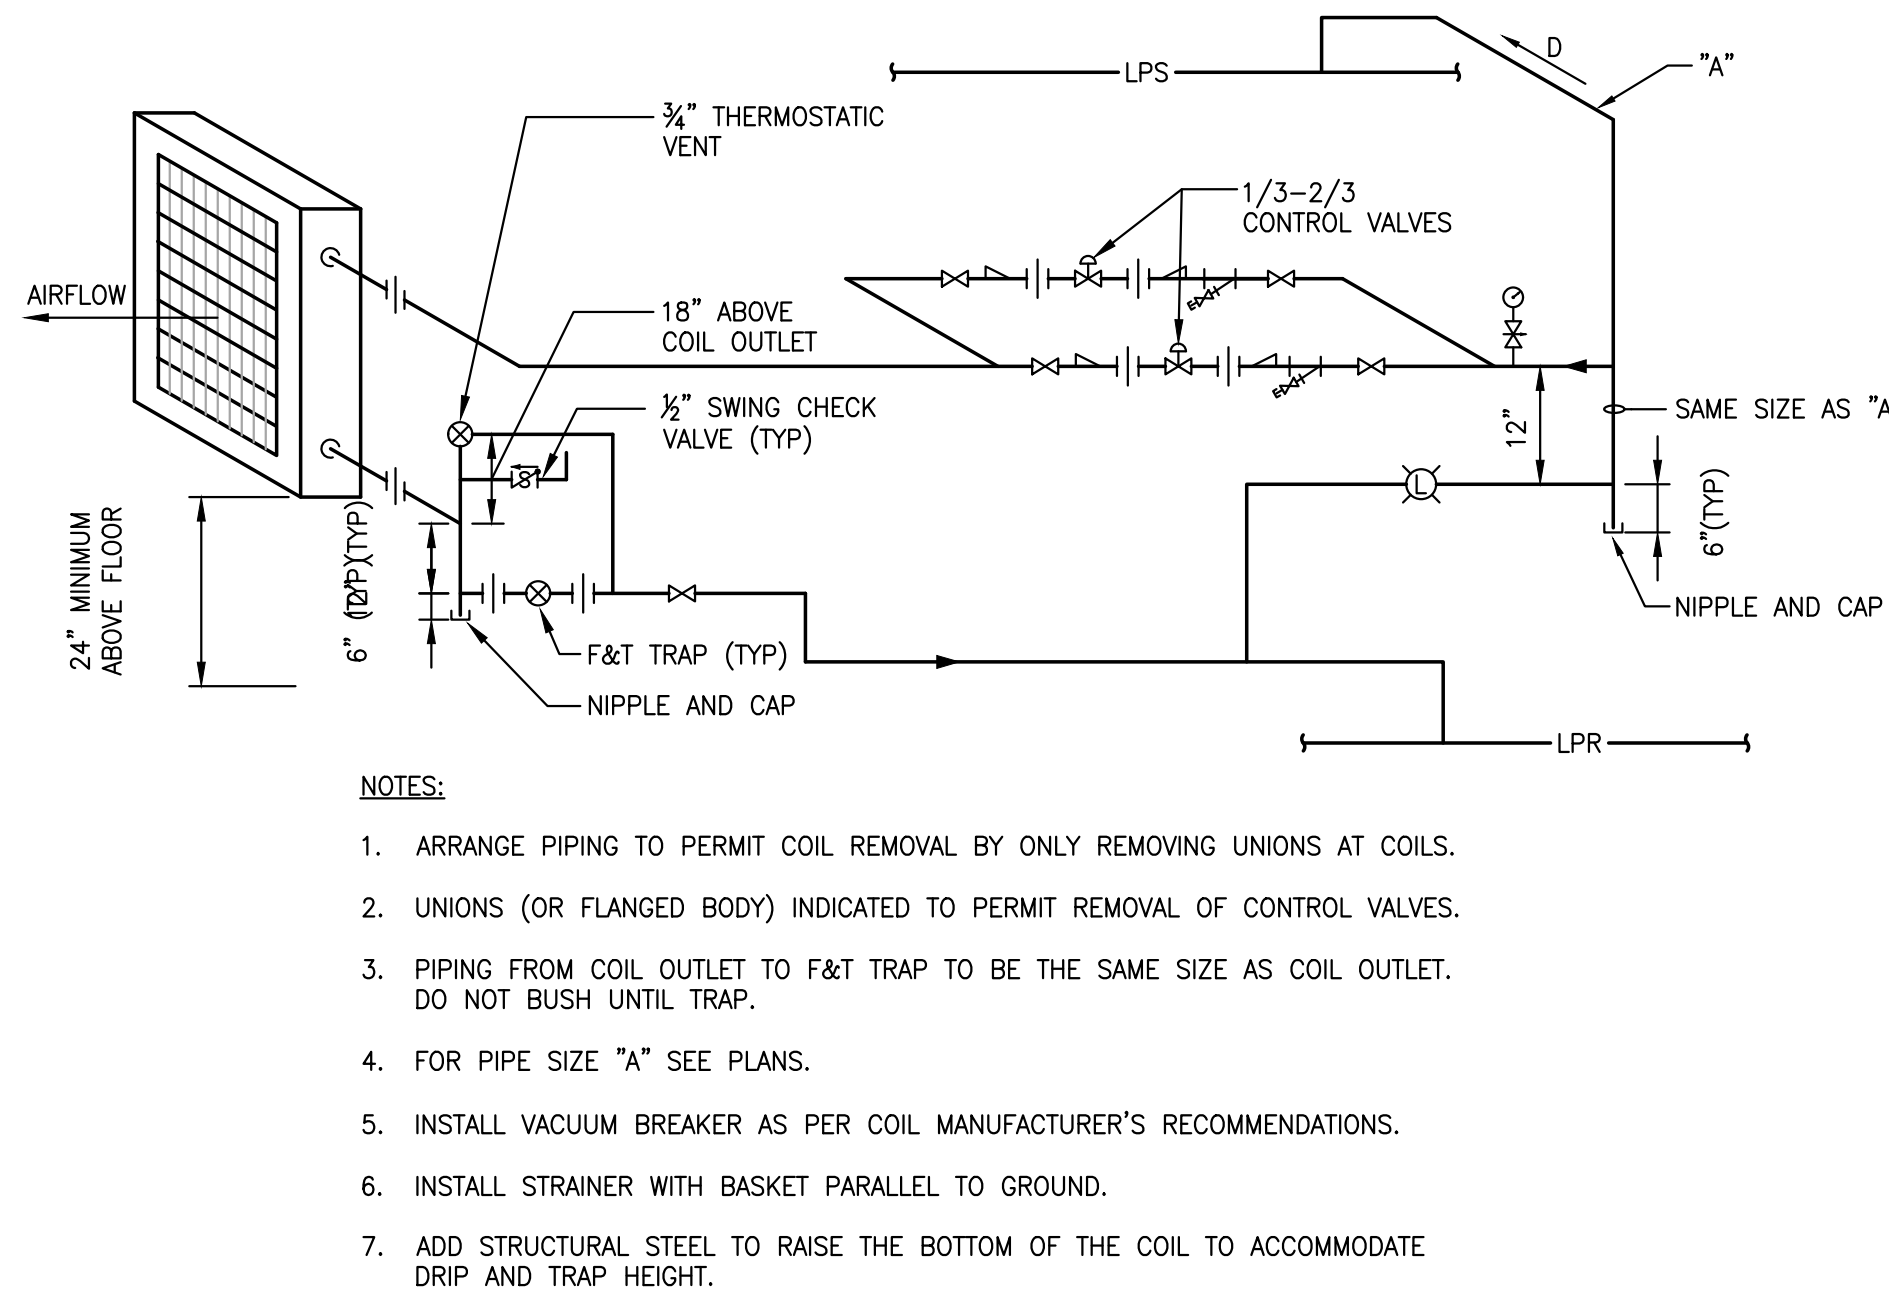 LPS
D
"A"
¾" THERMOSTATIC
VENT
1/3-2/3
CONTROL VALVES
AIRFLOW
18" ABOVE
COIL OUTLET
½" SWING CHECK
VALVE (TYP)
S
12"
SAME SIZE AS "A
L
6"(TYP)
24" MINIMUM
ABOVE FLOOR
12" (TYP)
6" (TYP)
NIPPLE AND CAP
F&T TRAP (TYP)
NIPPLE AND CAP
LPR
NOTES:
1. ARRANGE PIPING TO PERMIT COIL REMOVAL BY ONLY REMOVING UNIONS AT COILS.
2. UNIONS (OR FLANGED BODY) INDICATED TO PERMIT REMOVAL OF CONTROL VALVES.
3. PIPING FROM COIL OUTLET TO F&T TRAP TO BE THE SAME SIZE AS COIL OUTLET.
DO NOT BUSH UNTIL TRAP.
4. FOR PIPE SIZE "A" SEE PLANS.
5. INSTALL VACUUM BREAKER AS PER COIL MANUFACTURER'S RECOMMENDATIONS.
6. INSTALL STRAINER WITH BASKET PARALLEL TO GROUND.
7. ADD STRUCTURAL STEEL TO RAISE THE BOTTOM OF THE COIL TO ACCOMMODATE
DRIP AND TRAP HEIGHT.